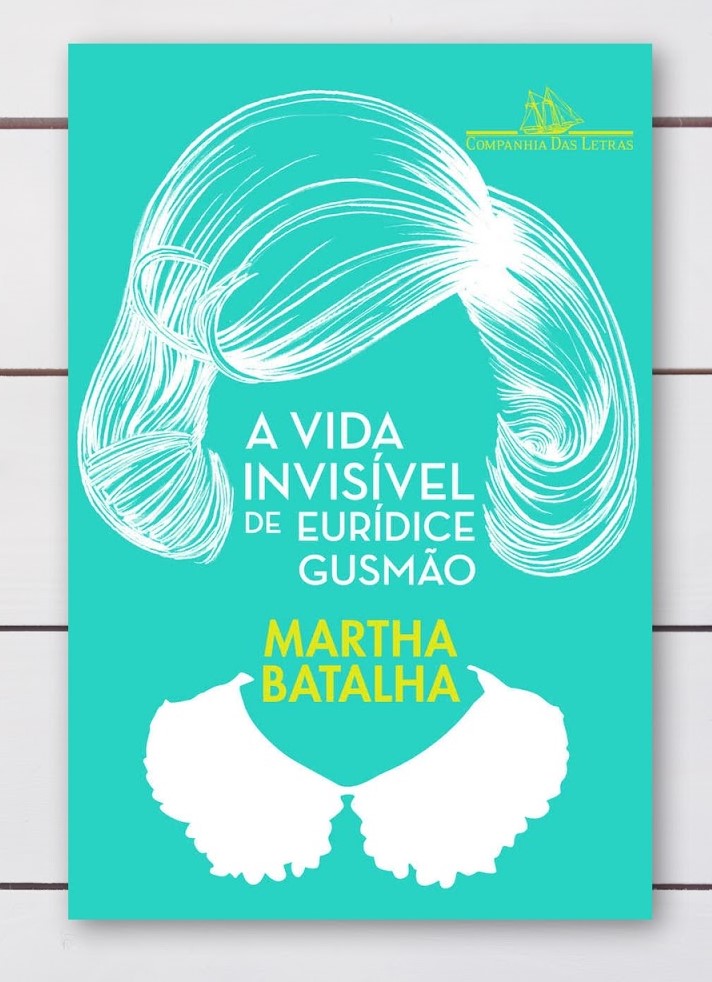 COMPANHIA DAS LETRAS
A VIDA
INVISÍVEL
DE EURÍDICE
GUSMÃO
MARTHA
BATALHA